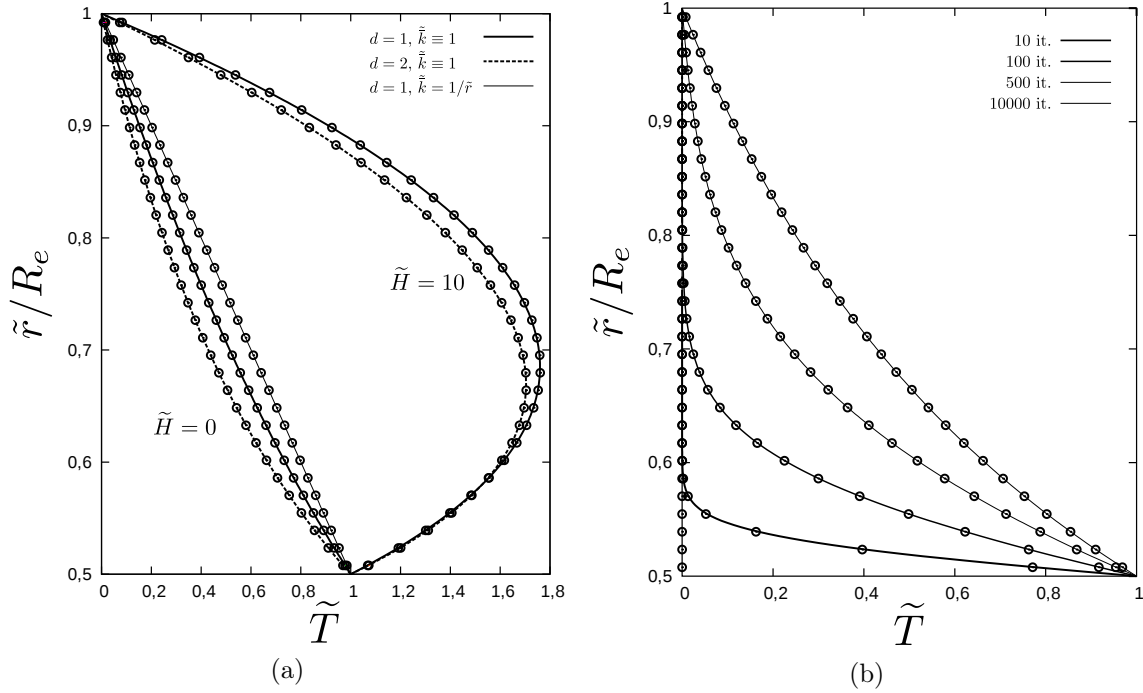 1
0,9
0,8
0,7
0,6
0,5
0 0,2 0,4 0,6 0,8 1 1,2 1,4 1,6 1,8
r̃/R_e
T̃
d = 1, k̃ ≡ 1
d = 2, k̃ ≡ 1
d = 1, k̃ = 1/r̃
H̃ = 10
H̃ = 0
(a)
1
0,9
0,8
0,7
0,6
0,5
0 0,2 0,4 0,6 0,8 1
r̃/R_e
T̃
10 it.
100 it.
500 it.
10000 it.
(b)